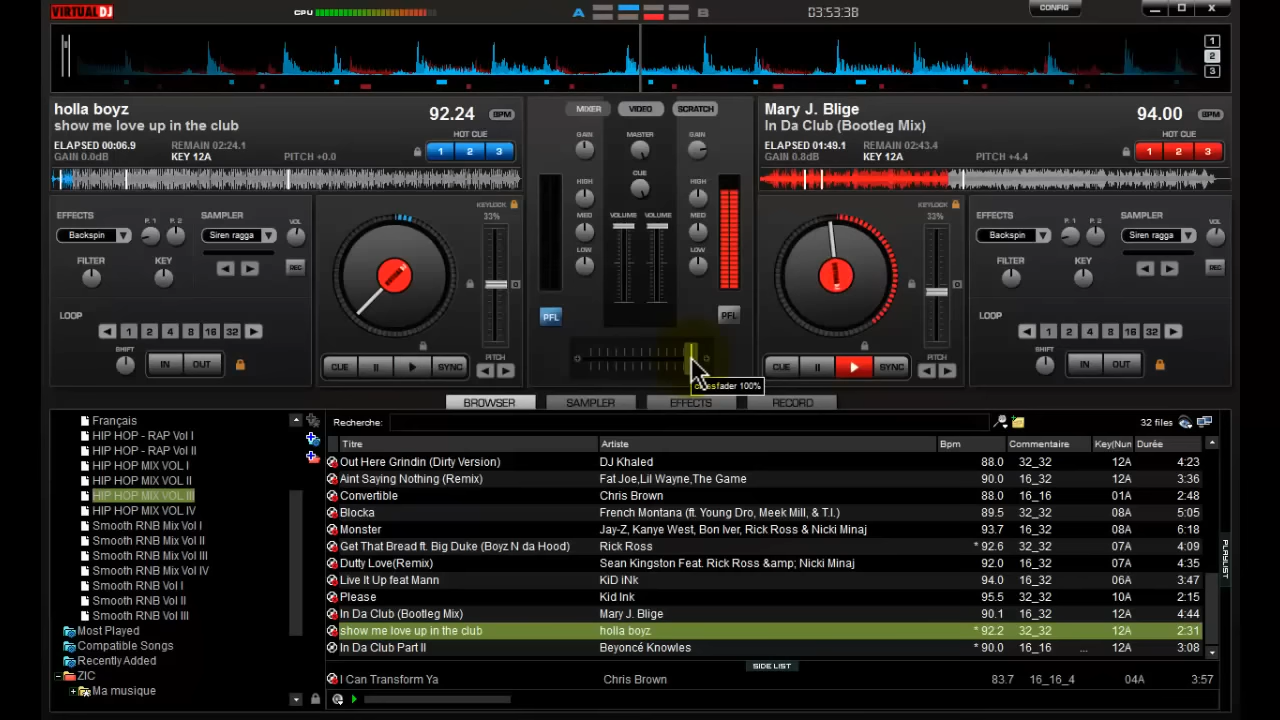 VIRTUAL DJ
CPU
A
B
03:53:38
CONFIG
1
2
3
holla boyz
show me love up in the club
92.24 BPM
HOT CUE
ELAPSED 00:06.9 REMAIN 02:24.1
GAIN 0.0dB KEY 12A PITCH +0.0
1 2 3
MIXER VIDEO SCRATCH
GAIN MASTER GAIN
CUE
HIGH HIGH
VOLUME VOLUME
MED MED
LOW LOW
PFL PFL
Mary J. Blige
In Da Club (Bootleg Mix)
94.00 BPM
HOT CUE
ELAPSED 01:49.1 REMAIN 02:43.4
GAIN 0.8dB KEY 12A PITCH +4.4
1 2 3
EFFECTS P. 1 P. 2 SAMPLER VOL
Backspin Siren ragga
FILTER KEY REC
LOOP
1 2 4 8 16 32
SHIFT IN OUT
KEYLOCK
33%
CUE SYNC PITCH
KEYLOCK
33%
CUE SYNC PITCH
EFFECTS P. 1 P. 2 SAMPLER VOL
Backspin Siren ragga
FILTER KEY REC
LOOP
1 2 4 8 16 32
SHIFT IN OUT
fader 100%
BROWSER SAMPLER EFFECTS RECORD
Français
HIP HOP - RAP Vol I
HIP HOP - RAP Vol II
HIP HOP MIX VOL I
HIP HOP MIX VOL II
HIP HOP MIX VOL III
HIP HOP MIX VOL IV
Smooth RNB Mix Vol I
Smooth RNB Mix Vol II
Smooth RNB Mix Vol III
Smooth RNB Mix Vol IV
Smooth RNB Vol I
Smooth RNB Vol II
Smooth RNB Vol III
Most Played
Compatible Songs
Recently Added
ZIC
Ma musique
Recherche: 32 files
Titre Artiste Bpm Commentaire Key(Num Durée
Out Here Grindin (Dirty Version) DJ Khaled 88.0 32_32 12A 4:23
Aint Saying Nothing (Remix) Fat Joe,Lil Wayne,The Game 90.0 16_32 12A 3:36
Convertible Chris Brown 88.0 16_16 01A 2:48
Blocka French Montana (ft. Young Dro, Meek Mill, & T.I.) 89.5 16_32 08A 5:05
Monster Jay-Z, Kanye West, Bon Iver, Rick Ross & Nicki Minaj 93.7 16_32 08A 6:18
Get That Bread ft. Big Duke (Boyz N da Hood) Rick Ross * 92.6 32_32 07A 4:09
Dutty Love(Remix) Sean Kingston Feat. Rick Ross &amp; Nicki Minaj 92.0 32_32 07A 4:35
Live It Up feat Mann KiD iNk 94.0 16_32 06A 3:47
Please Kid Ink 95.5 16_32 10A 2:15
In Da Club (Bootleg Mix) Mary J. Blige 90.1 16_32 12A 4:44
show me love up in the club holla boyz * 92.2 32_32 12A 2:31
In Da Club Part II Beyoncé Knowles * 90.0 16_16 ... 12A 3:08
SIDE LIST
I Can Transform Ya Chris Brown 83.7 16_16_4 04A 3:57
PLAYLIST